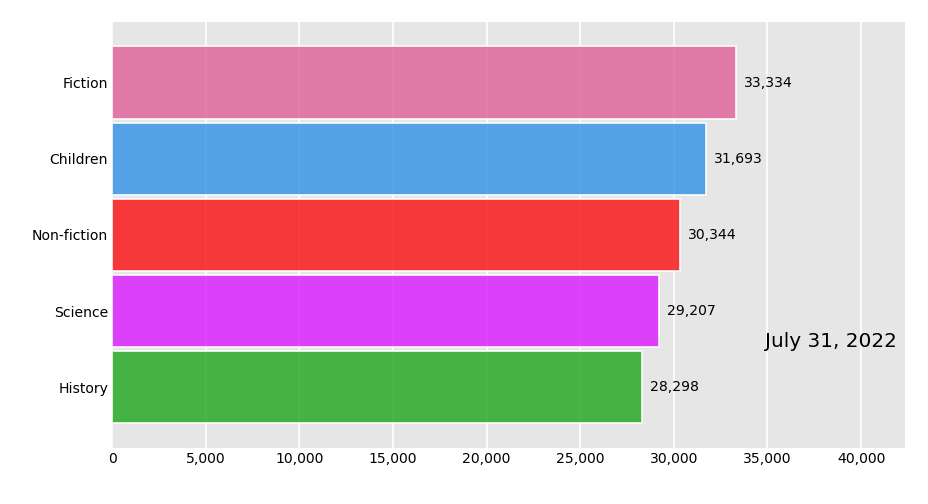 Fiction 33,334
Children 31,693
Non-fiction 30,344
Science 29,207
July 31, 2022
History 28,298
0 5,000 10,000 15,000 20,000 25,000 30,000 35,000 40,000